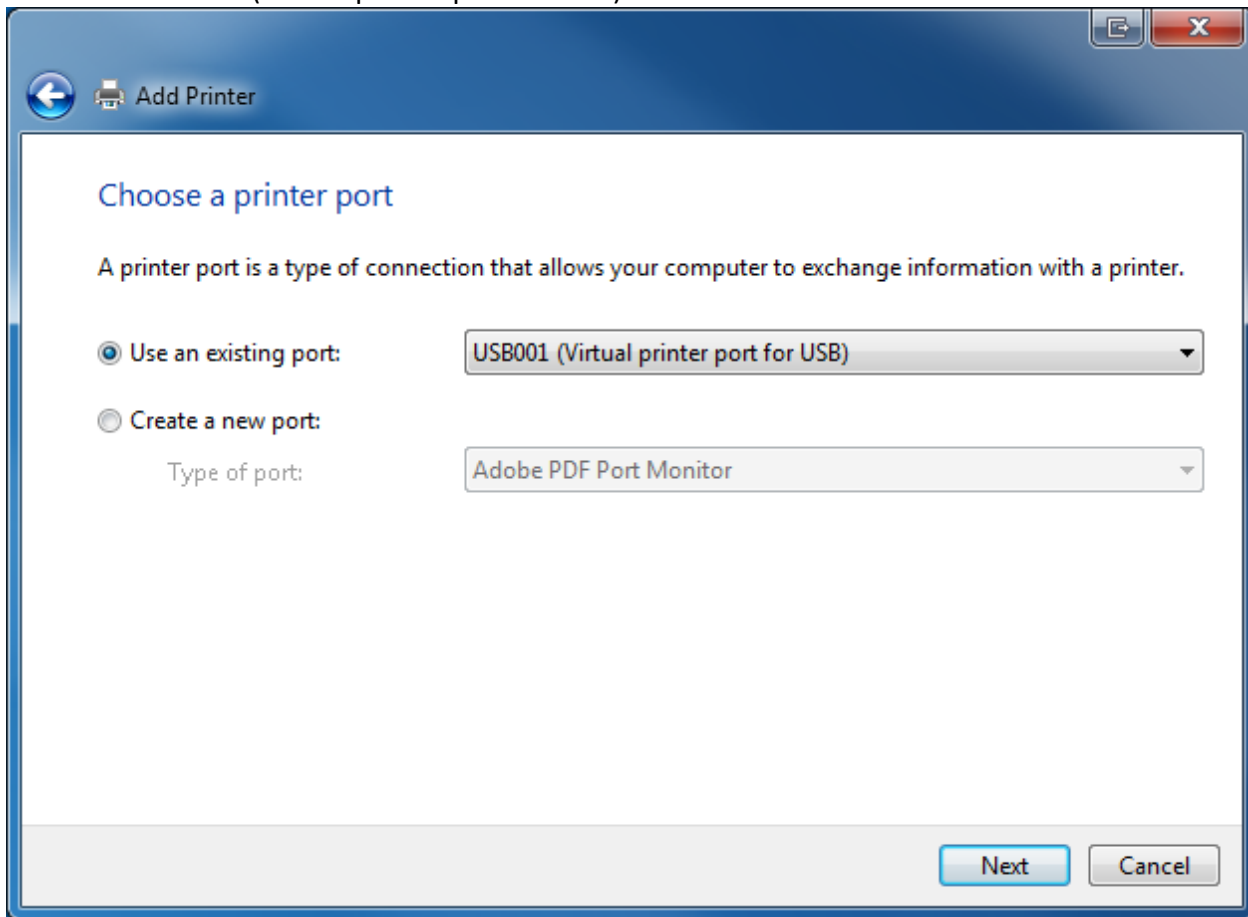 Add Printer
Choose a printer port
A printer port is a type of connection that allows your computer to exchange information with a printer.
Use an existing port: USB001 (Virtual printer port for USB)
Create a new port:
Type of port: Adobe PDF Port Monitor
Next Cancel